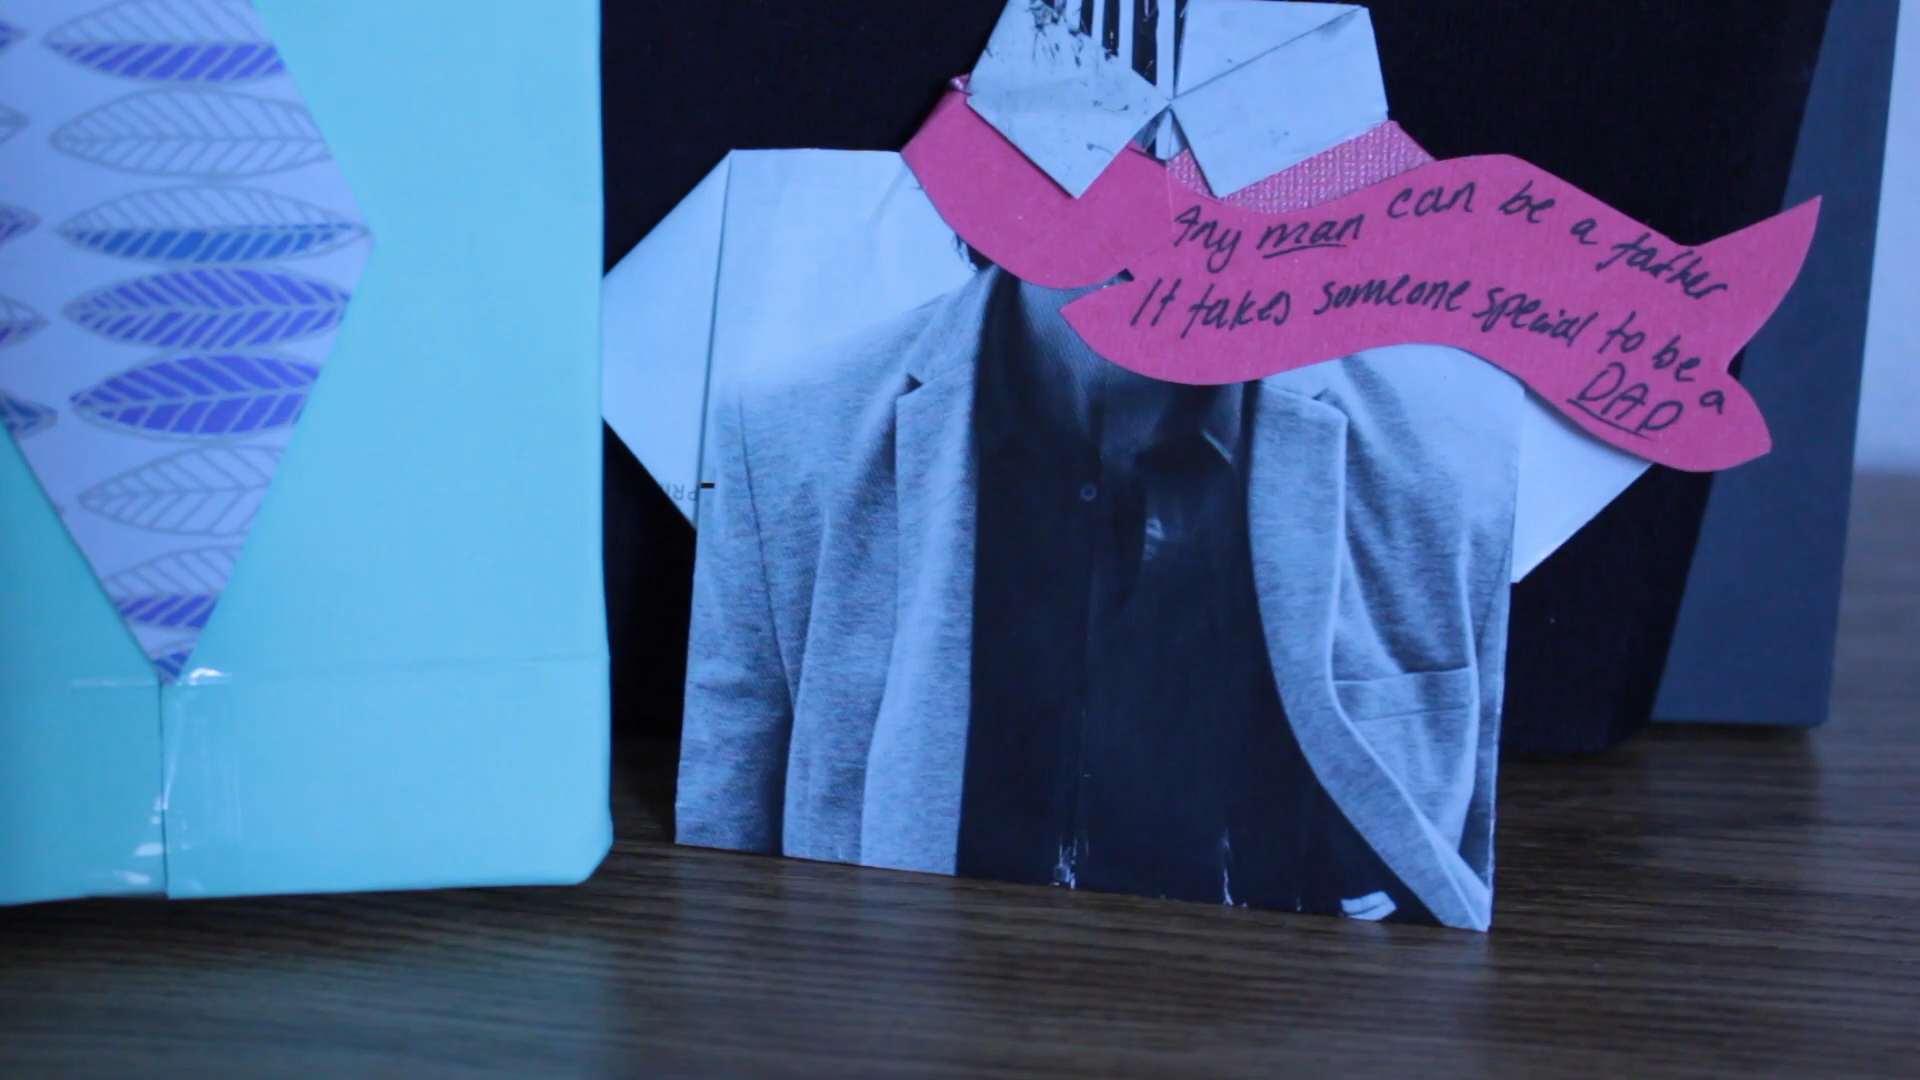 Any man can be a father
It takes someone special to be a
DAD